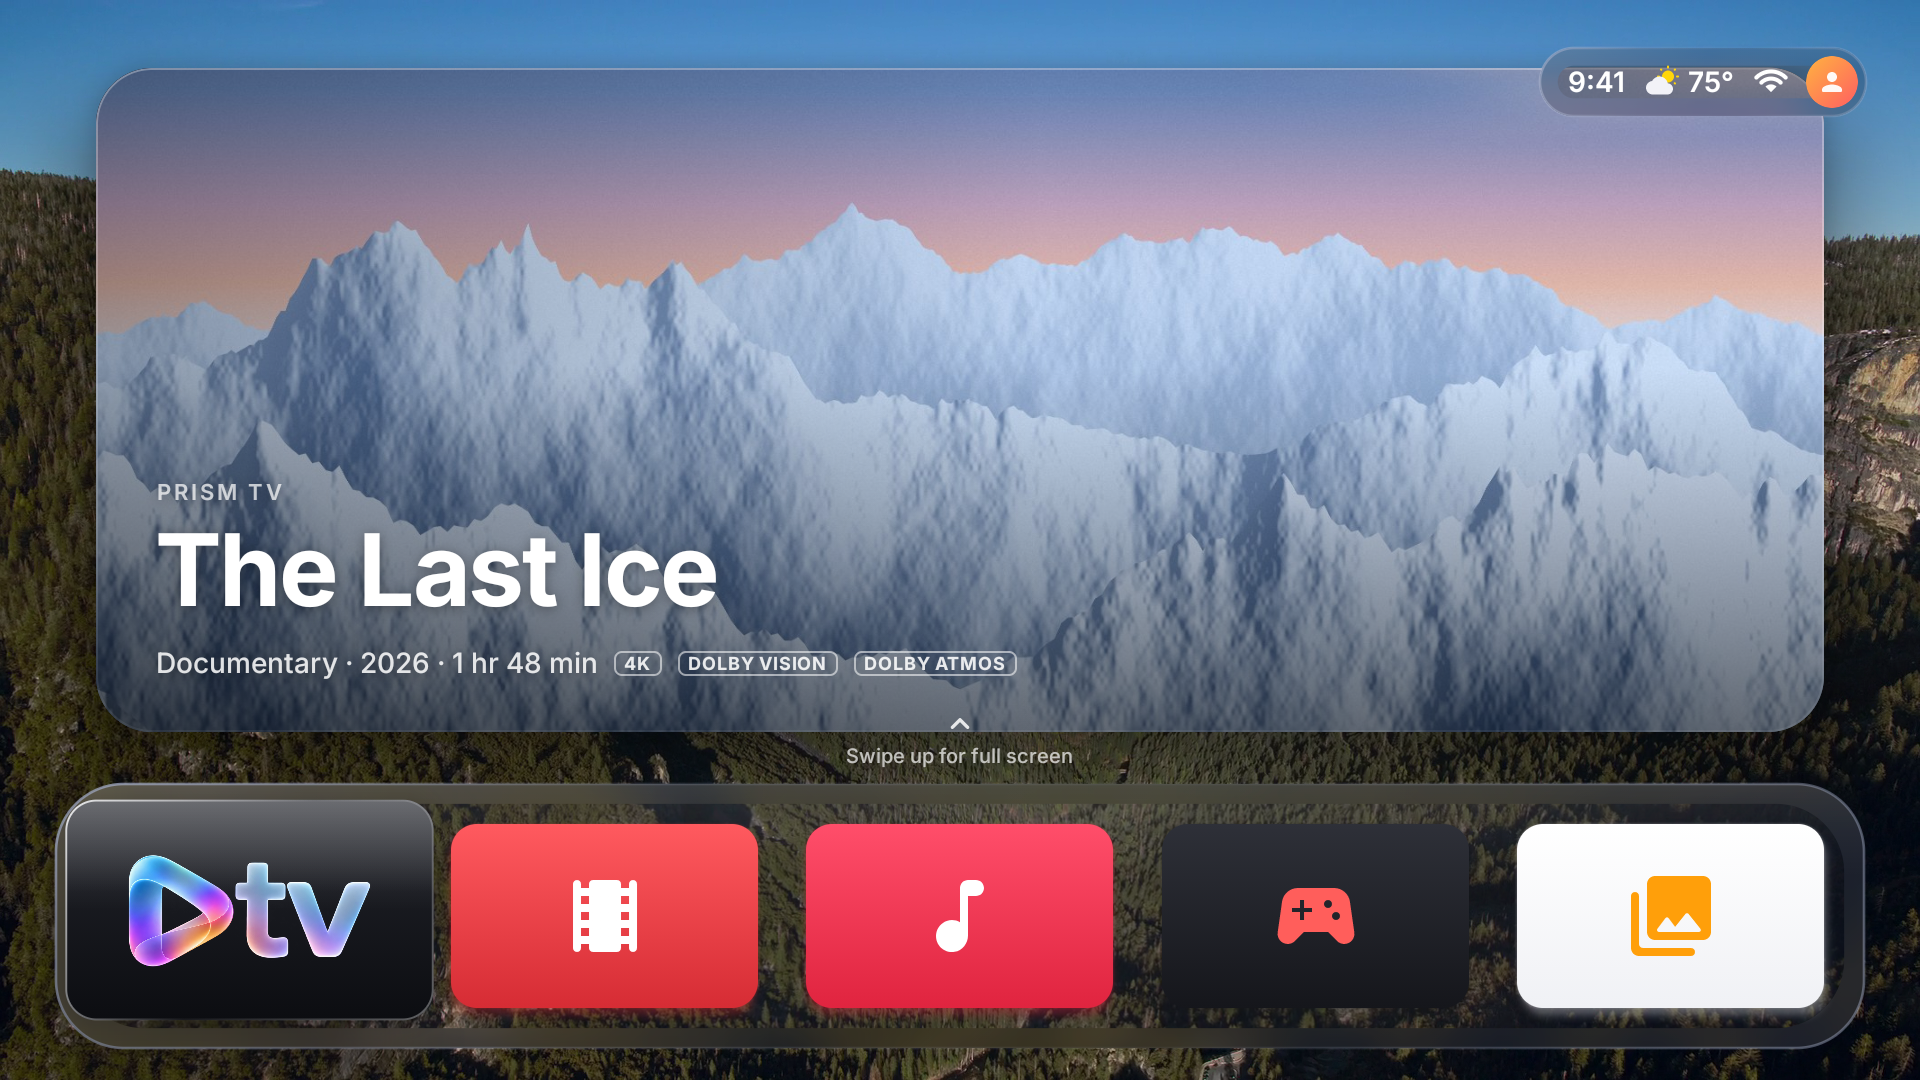 9:41 75°
PRISM TV
The Last Ice
Documentary · 2026 · 1 hr 48 min 4K DOLBY VISION DOLBY ATMOS
Swipe up for full screen
tv